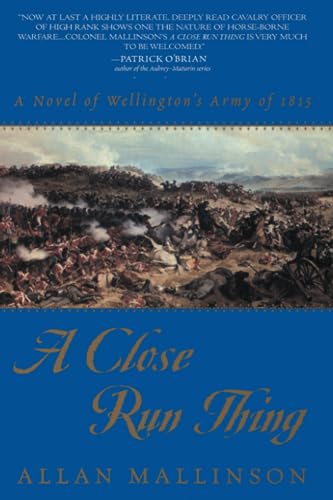 "NOW AT LAST A HIGHLY LITERATE, DEEPLY READ CAVALRY OFFICER
OF HIGH RANK SHOWS ONE THE NATURE OF HORSE-BORNE
WARFARE....COLONEL MALLINSON'S A CLOSE RUN THING IS VERY MUCH
TO BE WELCOMED."
—PATRICK O'BRIAN
author of the Aubrey-Maturin series
A Novel of Wellington's Army of 1815
A Close
Run Thing
ALLAN MALLINSON